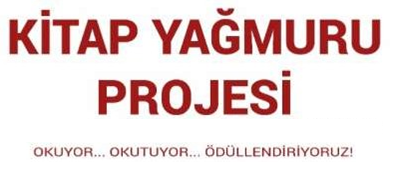 KİTAP YAĞMURU
PROJESİ
OKUYOR... OKUTUYOR... ÖDÜLLENDİRİYORUZ!